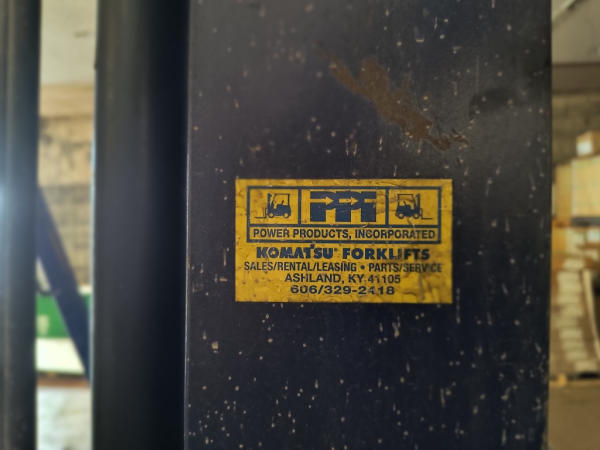 PPI
POWER PRODUCTS, INCORPORATED
KOMATSU FORKLIFTS
SALES/RENTAL/LEASING • PARTS/SERVICE
ASHLAND, KY 41105
606/329-2418